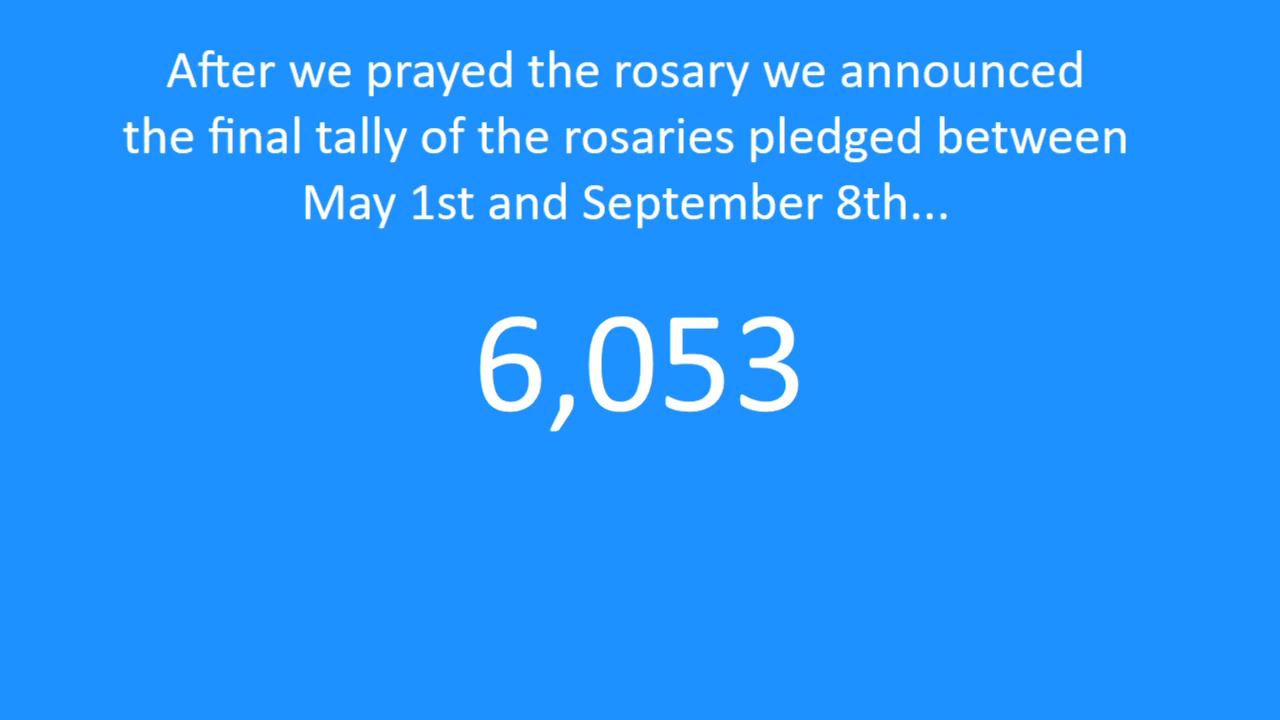 After we prayed the rosary we announced
the final tally of the rosaries pledged between
May 1st and September 8th...
6,053